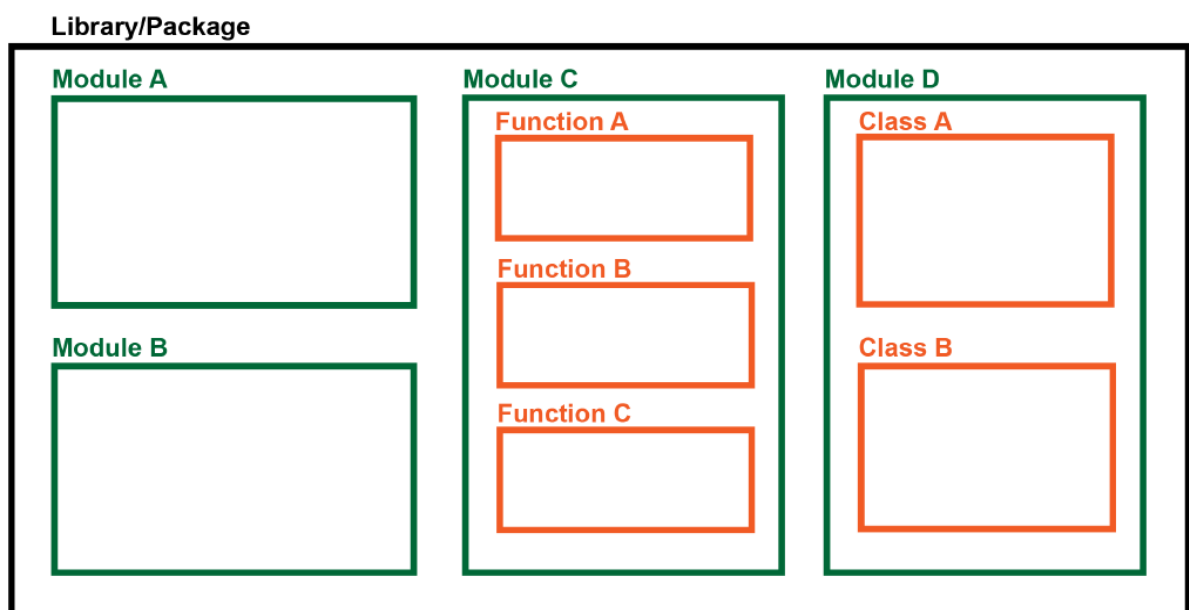 Library/Package
Module A
Module B
Module C
Function A
Function B
Function C
Module D
Class A
Class B